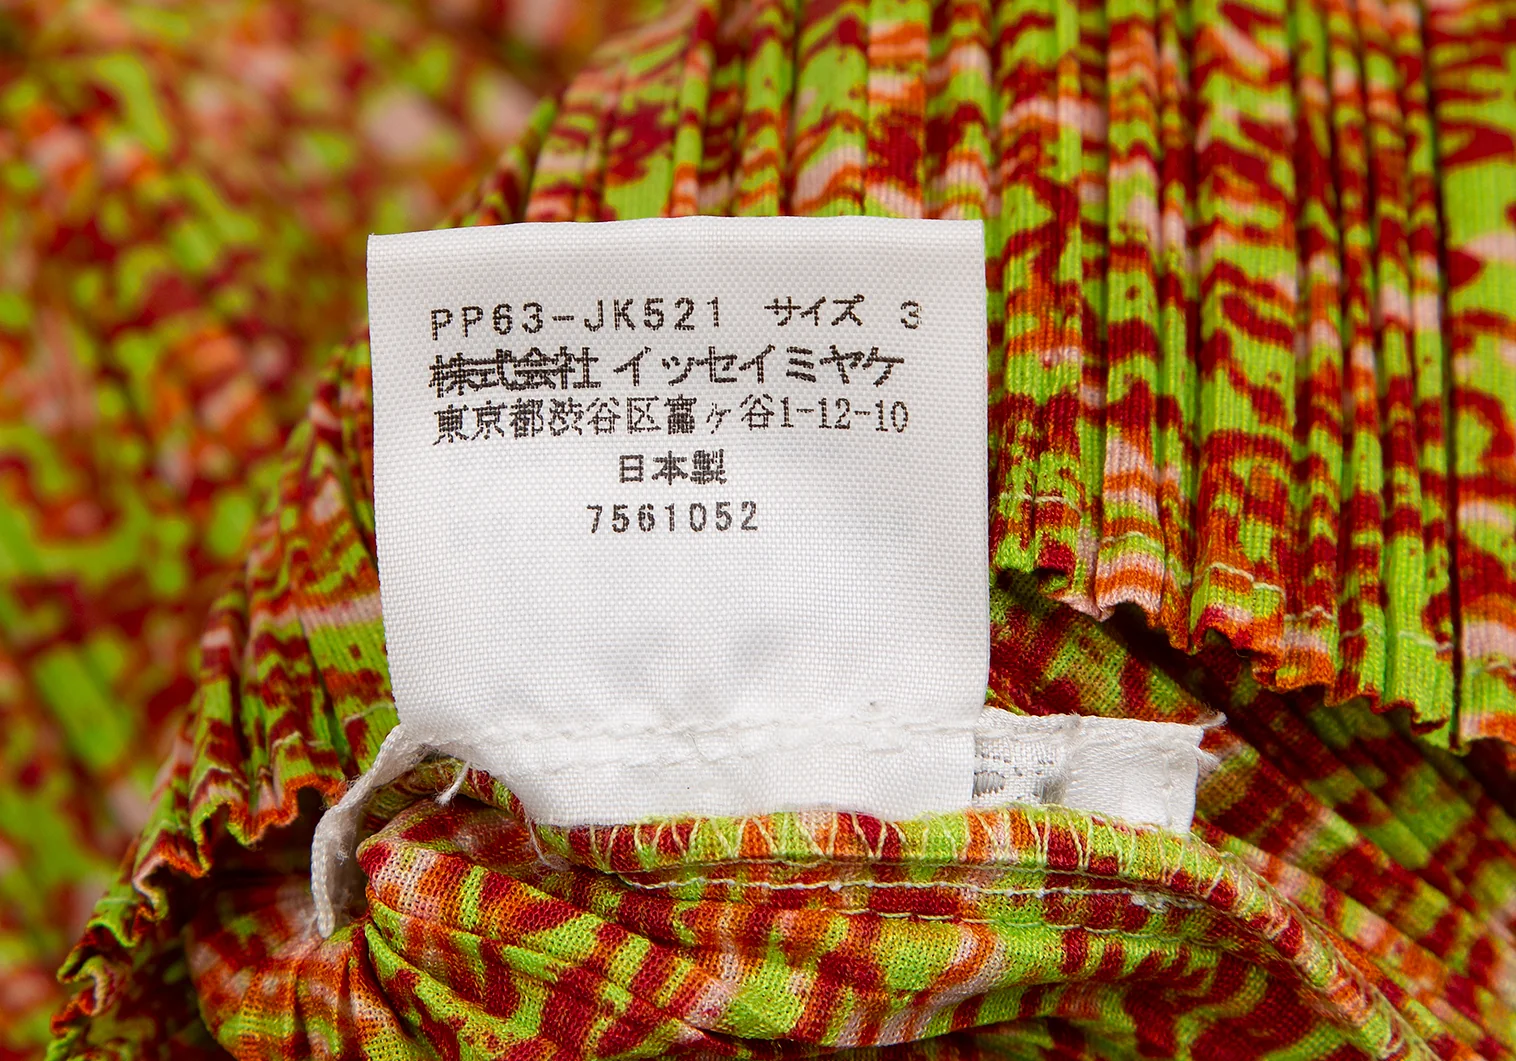 PP63-JK521 サイズ 3
株式会社 イッセイミヤケ
東京都渋谷区富ヶ谷1-12-10
日本製
7561052